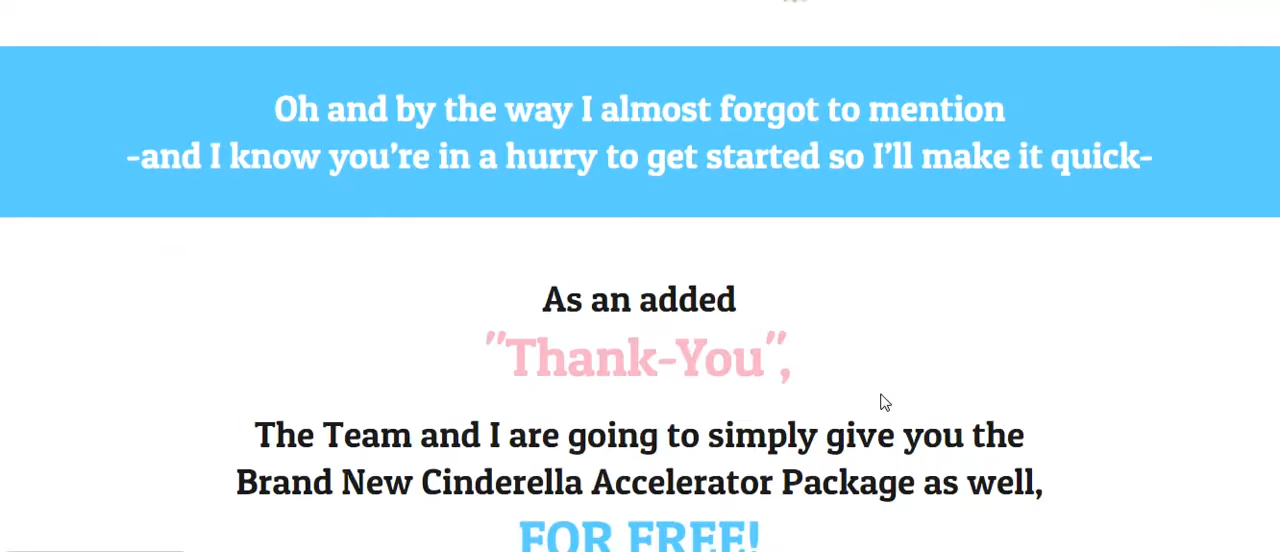 Oh and by the way I almost forgot to mention
-and I know you’re in a hurry to get started so I’ll make it quick-
As an added
"Thank-You",
The Team and I are going to simply give you the
Brand New Cinderella Accelerator Package as well,
FOR FREE!